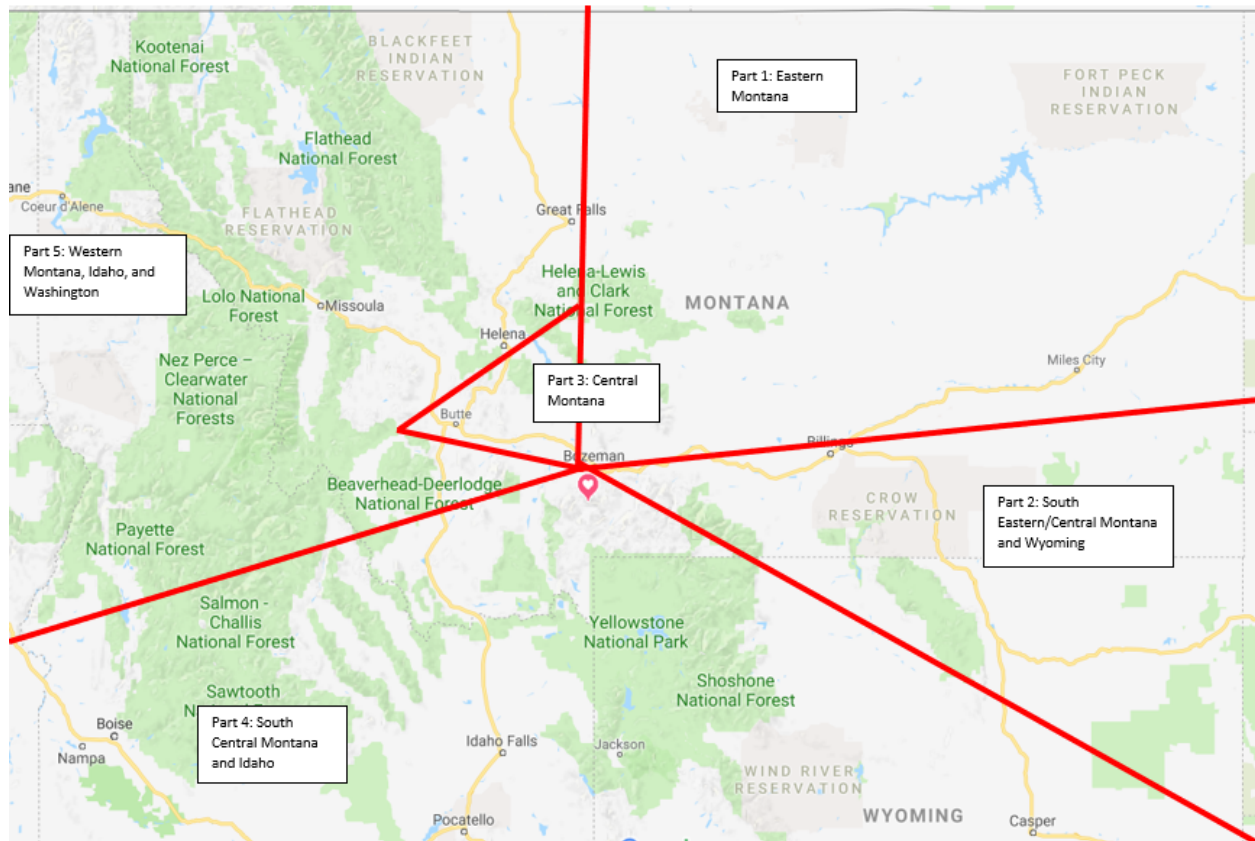 Kootenai
National Forest
BLACKFEET
INDIAN
RESERVATION
Part 1: Eastern
Montana
FORT PECK
INDIAN
RESERVATION
Flathead
National Forest
ane
Coeur d'Alene
FLATHEAD
RESERVATION
Great Falls
Part 5: Western
Montana, Idaho, and
Washington
Lolo National
Forest
Missoula
Helena-Lewis
and Clark
National Forest
MONTANA
Helena
Nez Perce –
Clearwater
National
Forests
Part 3: Central
Montana
Miles City
Butte
Bozeman
Billings
Beaverhead-Deerlodge
National Forest
CROW
RESERVATION
Part 2: South
Eastern/Central Montana
and Wyoming
Payette
National Forest
Salmon -
Challis
National Forest
Yellowstone
National Park
Shoshone
National Forest
Sawtooth
Part 4: South
Central Montana
and Idaho
Boise
Nampa
Idaho Falls
Jackson
WIND RIVER
RESERVATION
WYOMING
Pocatello
Casper